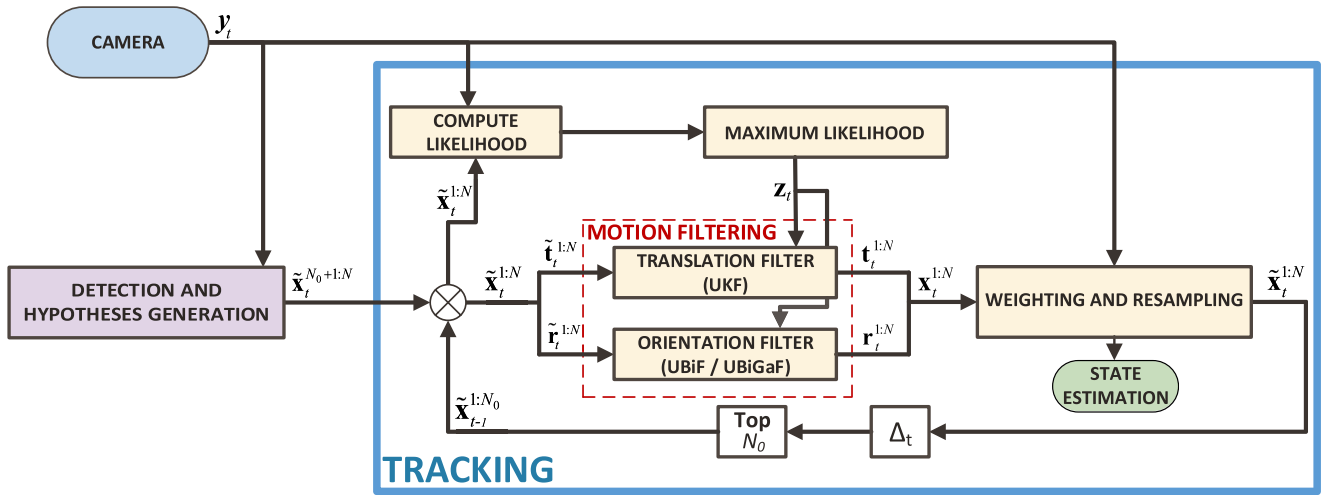 CAMERA
y_t
COMPUTE
LIKELIHOOD
MAXIMUM LIKELIHOOD
x̃_t^{1:N}
z_t
MOTION FILTERING
t̃_t^{1:N}
TRANSLATION FILTER
(UKF)
t_t^{1:N}
DETECTION AND
HYPOTHESES GENERATION
x̃_t^{N_0+1:N}
x̃_t^{1:N}
x_t^{1:N}
WEIGHTING AND RESAMPLING
x̃_t^{1:N}
r̃_t^{1:N}
ORIENTATION FILTER
(UBiF / UBiGaF)
r_t^{1:N}
STATE
ESTIMATION
x̃_{t-1}^{1:N_0}
Top
N_0
Δ_t
TRACKING